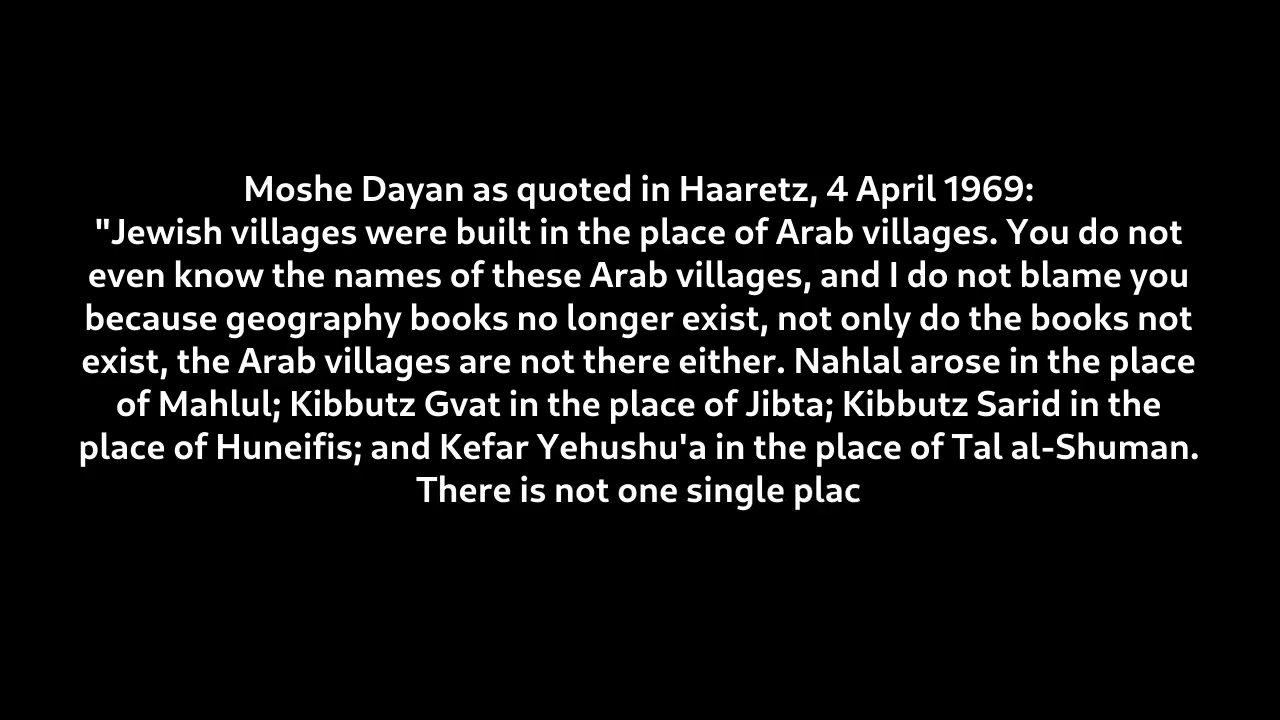 Moshe Dayan as quoted in Haaretz, 4 April 1969:
"Jewish villages were built in the place of Arab villages. You do not
even know the names of these Arab villages, and I do not blame you
because geography books no longer exist, not only do the books not
exist, the Arab villages are not there either. Nahlal arose in the place
of Mahlul; Kibbutz Gvat in the place of Jibta; Kibbutz Sarid in the
place of Huneifis; and Kefar Yehushu'a in the place of Tal al-Shuman.
There is not one single plac